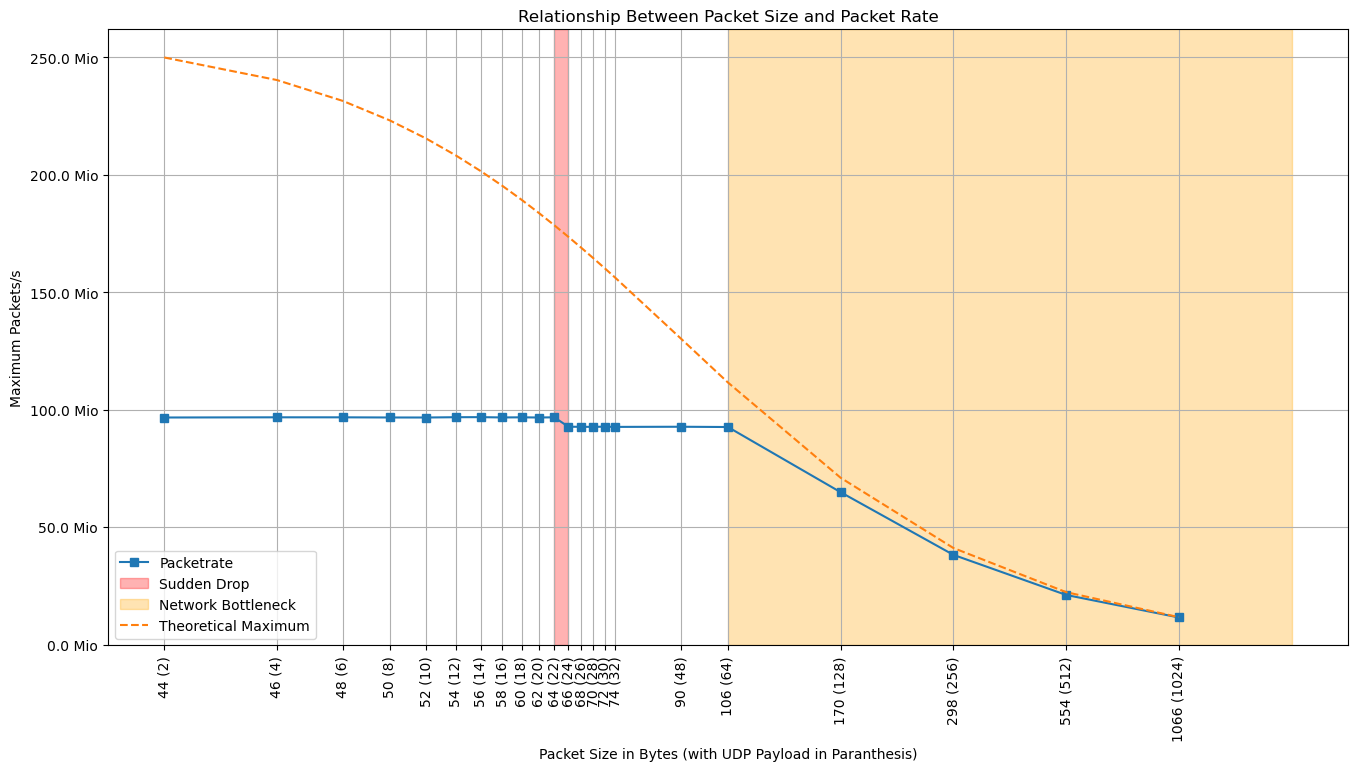 Relationship Between Packet Size and Packet Rate
Maximum Packets/s
250.0 Mio
200.0 Mio
150.0 Mio
100.0 Mio
50.0 Mio
0.0 Mio
Packetrate
Sudden Drop
Network Bottleneck
Theoretical Maximum
44 (2)
46 (4)
48 (6)
50 (8)
52 (10)
54 (12)
56 (14)
58 (16)
60 (18)
62 (20)
64 (22)
66 (24)
68 (26)
70 (28)
72 (30)
74 (32)
90 (48)
106 (64)
170 (128)
298 (256)
554 (512)
1066 (1024)
Packet Size in Bytes (with UDP Payload in Paranthesis)